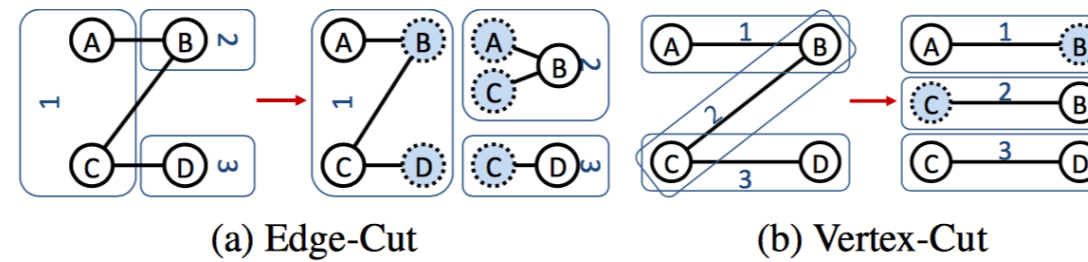 A B 2
1
C D 3
A B
1
C D
A
B 2
C
C D 3
A 1 B
2
C D
3
A 1 B
C 2 B
C 3 D
(a) Edge-Cut
(b) Vertex-Cut